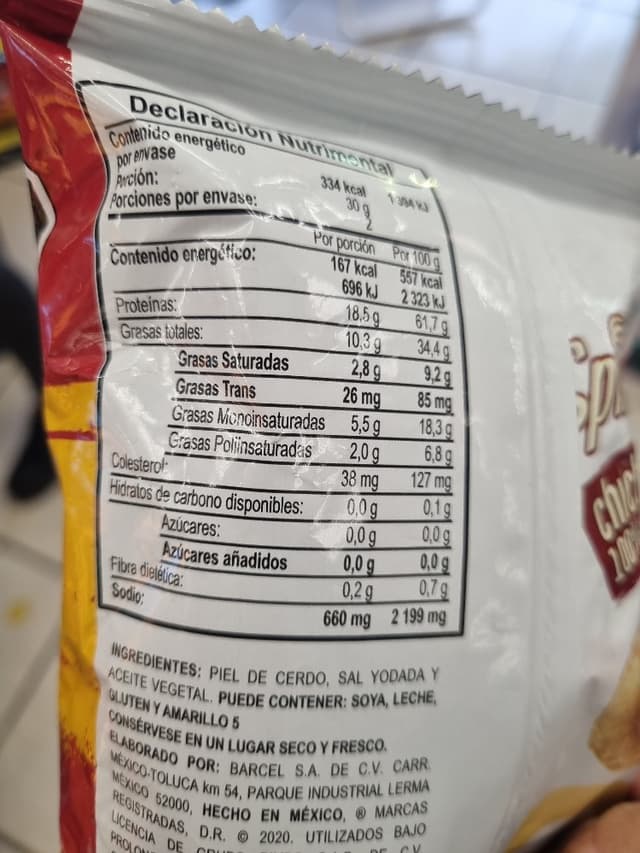 Declaración Nutrimental
Contenido energético
por envase 334 kcal 1 394 kJ
Porción: 30 g
Porciones por envase: 2
Por porción Por 100 g
Contenido energético: 167 kcal 557 kcal
696 kJ 2 323 kJ
Proteínas: 18,5 g 61,7 g
Grasas totales: 10,3 g 34,4 g
Grasas Saturadas 2,8 g 9,2 g
Grasas Trans 26 mg 85 mg
Grasas Monoinsaturadas 5,5 g 18,3 g
Grasas Poliinsaturadas 2,0 g 6,8 g
Colesterol: 38 mg 127 mg
Hidratos de carbono disponibles: 0,0 g 0,1 g
Azúcares: 0,0 g 0,0 g
Azúcares añadidos 0,0 g 0,0 g
Fibra dietética: 0,2 g 0,7 g
Sodio: 660 mg 2 199 mg
INGREDIENTES: PIEL DE CERDO, SAL YODADA Y
ACEITE VEGETAL. PUEDE CONTENER: SOYA, LECHE,
GLUTEN Y AMARILLO 5
CONSÉRVESE EN UN LUGAR SECO Y FRESCO.
ELABORADO POR: BARCEL S.A. DE C.V. CARR.
MÉXICO-TOLUCA km 54, PARQUE INDUSTRIAL LERMA
MÉXICO 52000, HECHO EN MÉXICO, ® MARCAS
REGISTRADAS, D.R. © 2020. UTILIZADOS BAJO
LICENCIA DE